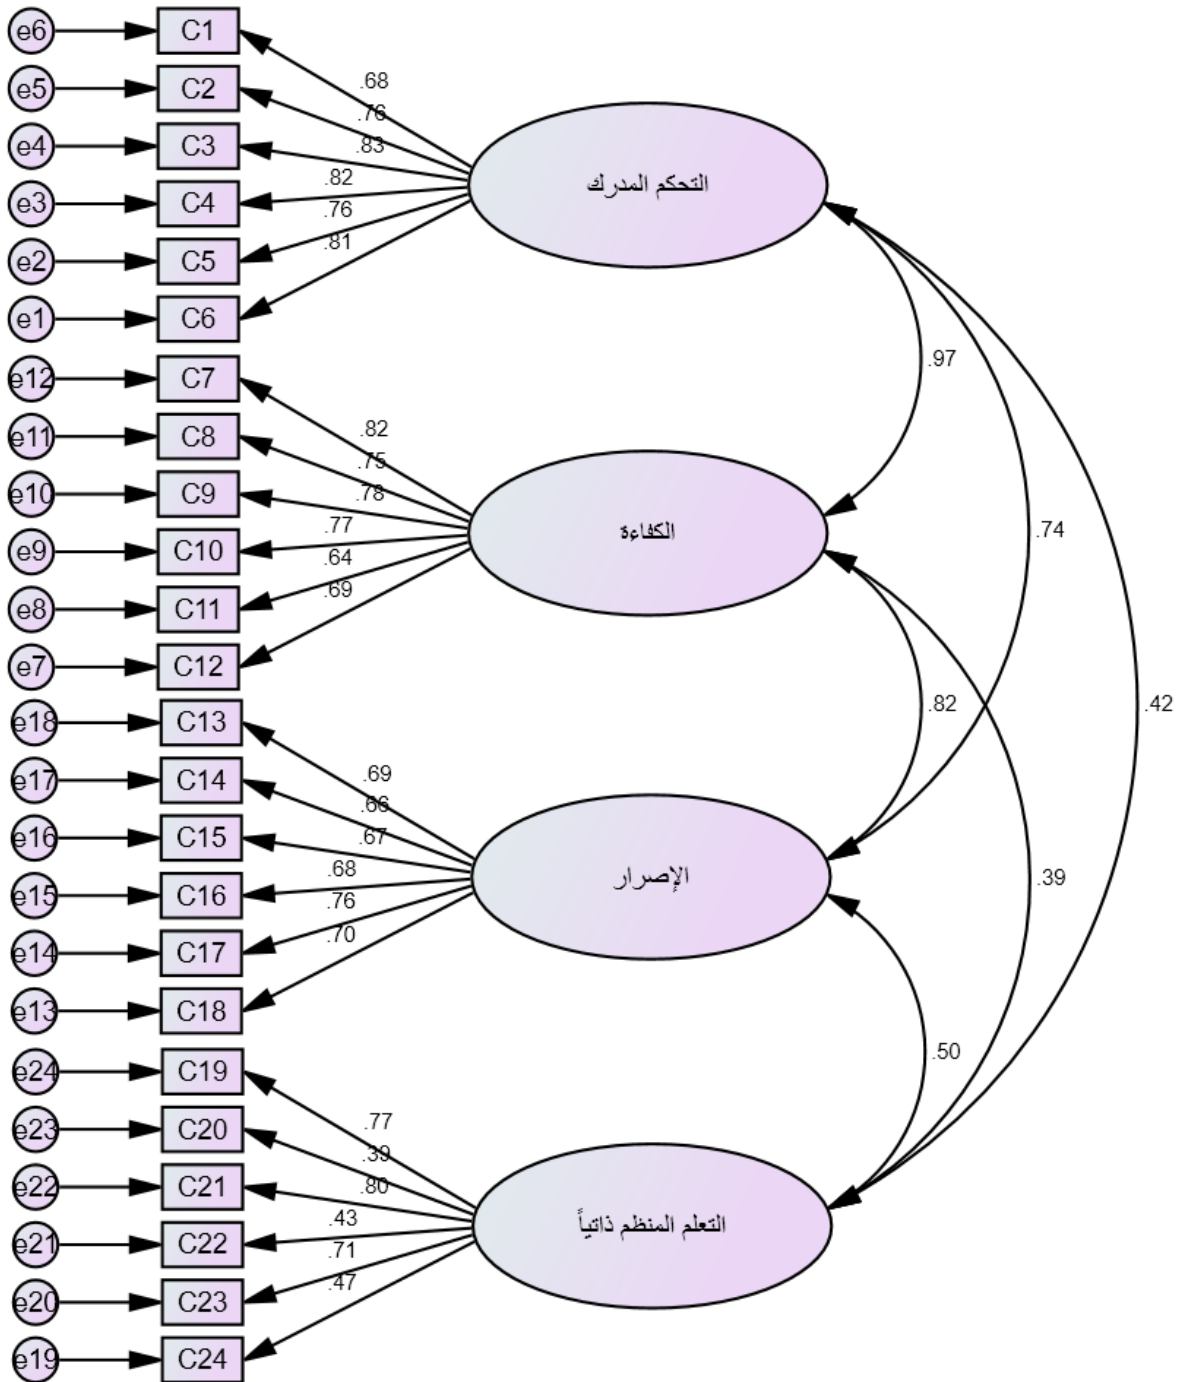 e6 C1
e5 C2
e4 C3
e3 C4
e2 C5
e1 C6
.68
.76
.83
.82
.76
.81
التحكم المدرك
e12 C7
e11 C8
e10 C9
e9 C10
e8 C11
e7 C12
.82
.75
.78
.77
.64
.69
الكفاءة
e18 C13
e17 C14
e16 C15
e15 C16
e14 C17
e13 C18
.69
.66
.67
.68
.76
.70
الإصرار
e24 C19
e23 C20
e22 C21
e21 C22
e20 C23
e19 C24
.77
.39
.80
.43
.71
.47
التعلم المنظم ذاتياً
.97
.74
.82
.42
.39
.50